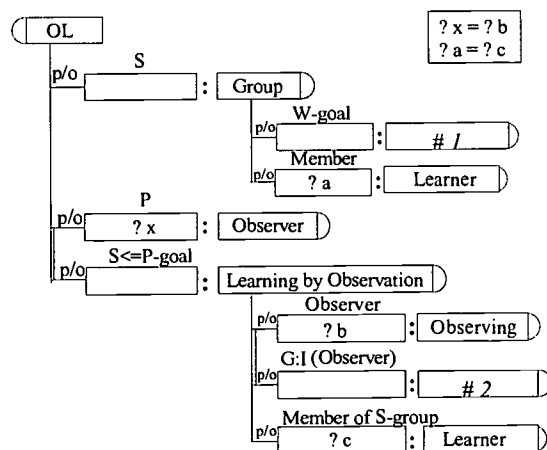 OL
? x = ? b
? a = ? c
p/o
S
:
Group
W-goal
p/o
:
# 1
Member
p/o
? a
:
Learner
P
p/o
? x
:
Observer
S<=P-goal
p/o
:
Learning by Observation
Observer
p/o
? b
:
Observing
G:I (Observer)
p/o
:
# 2
Member of S-group
p/o
? c
:
Learner